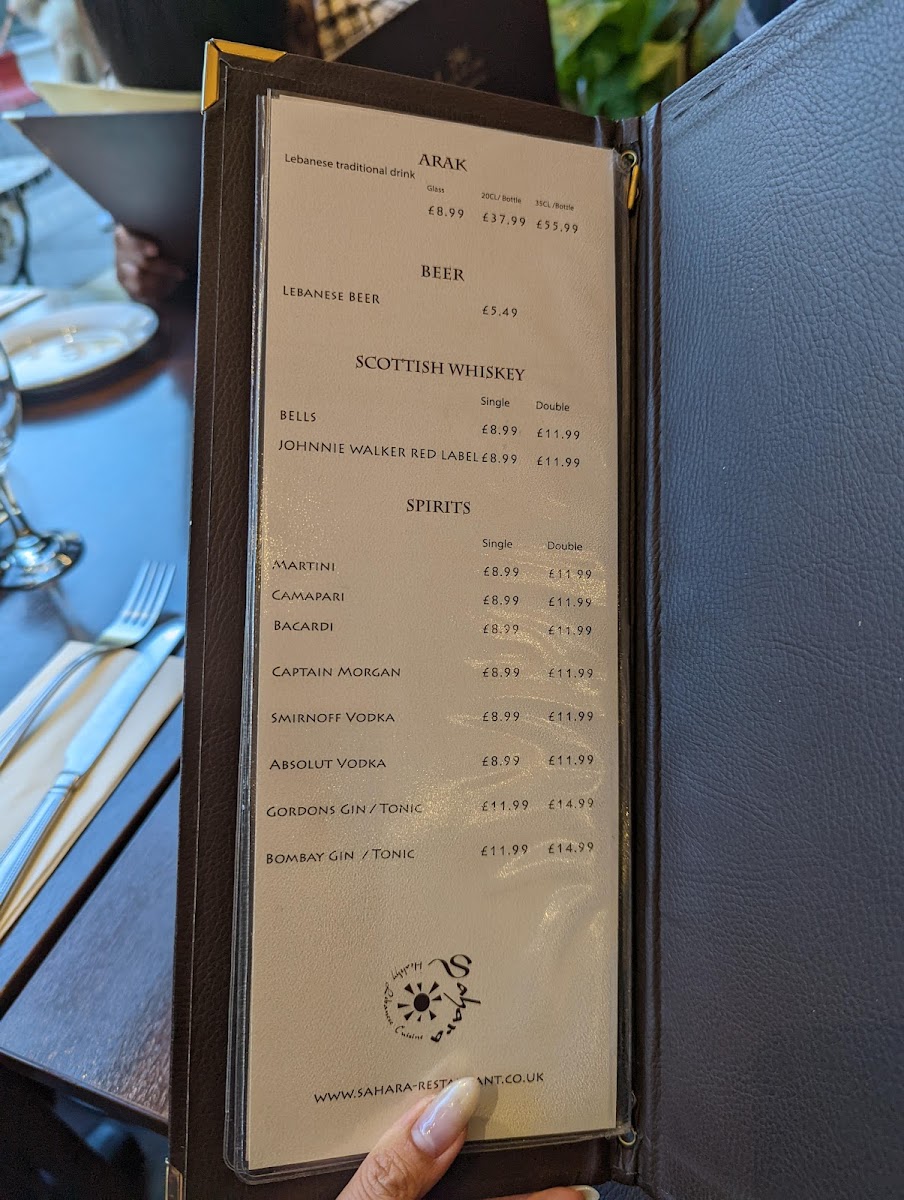 ARAK
Lebanese traditional drink
Glass 20CL/ Bottle 35CL /Bottle
£8.99 £37.99 £55.99
BEER
LEBANESE BEER £5.49
SCOTTISH WHISKEY
Single Double
BELLS £8.99 £11.99
JOHNNIE WALKER RED LABEL £8.99 £11.99
SPIRITS
Single Double
MARTINI £8.99 £11.99
CAMAPARI £8.99 £11.99
BACARDI £8.99 £11.99
CAPTAIN MORGAN £8.99 £11.99
SMIRNOFF VODKA £8.99 £11.99
ABSOLUT VODKA £8.99 £11.99
GORDONS GIN / TONIC £11.99 £14.99
BOMBAY GIN / TONIC £11.99 £14.99
Sahara
Lebanese Cuisine
WWW.SAHARA-RESTAURANT.CO.UK